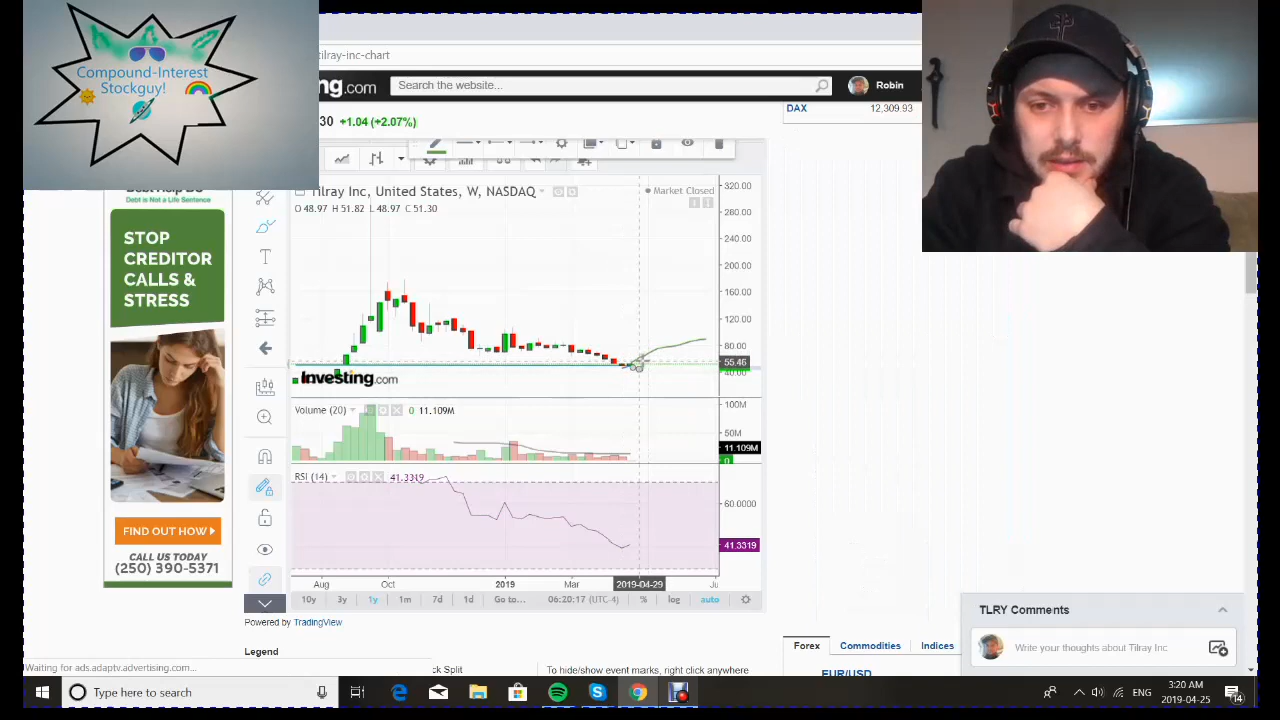 Compound-Interest
Stockguy!
tilray-inc-chart
ng.com
Search the website...
Robin
DAX
12,309.93
30 +1.04 (+2.07%)
Tilray Inc, United States, W, NASDAQ
Market Closed
O 48.97 H 51.82 L 48.97 C 51.30
320.00
280.00
240.00
200.00
160.00
120.00
80.00
55.46
40.00
Investing.com
Debt is Not a Life Sentence
STOP
CREDITOR
CALLS &
STRESS
FIND OUT HOW
CALL US TODAY
(250) 390-5371
Volume (20)
0 11.109M
100M
50M
11.109M
0
RSI (14)
41.3319
60.0000
41.3319
Aug
Oct
2019
Mar
2019-04-29
Ju
10y
3y
1y
1m
7d
1d
Go to...
06:20:17 (UTC-4)
%
log
auto
Powered by TradingView
Legend
Split
To hide/show event marks, right click anywhere
TLRY Comments
Write your thoughts about Tilray Inc
Forex
Commodities
Indices
EUR/USD
Waiting for ads.adaptv.advertising.com...
Type here to search
ENG
3:20 AM
2019-04-25
14